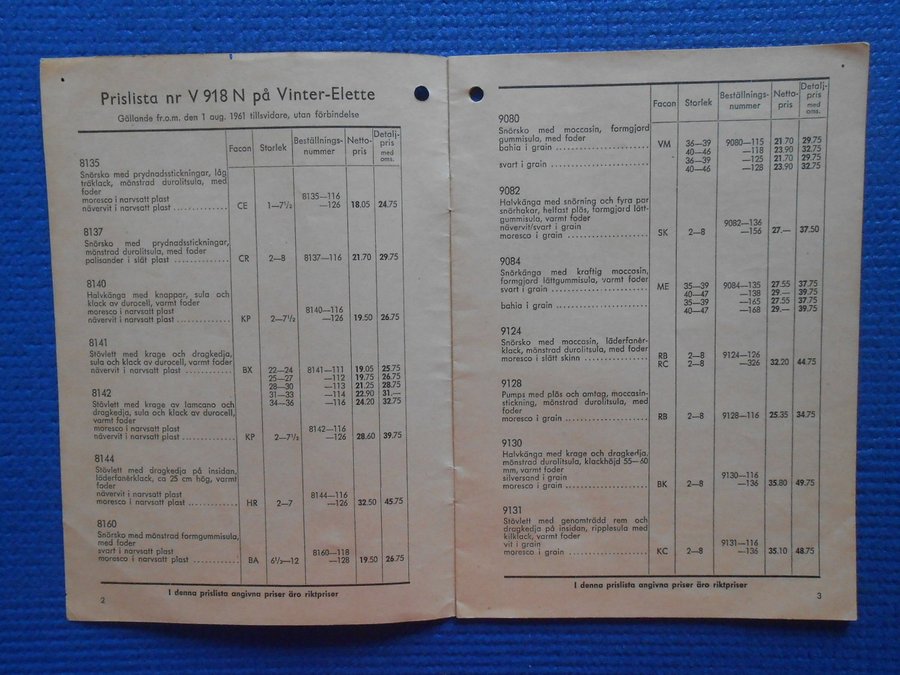 Prislista nr V 918 N på Vinter-Elette
Gällande fr.o.m. den 1 aug. 1961 tillsvidare, utan förbindelse
Facon Storlek Beställnings-nummer Netto-pris Detalj-pris med oms.
8135
Snörsko med prydnadsstickningar, låg
träklack, mönstrad durolitsula, med
foder
moresco i narvsatt plast 8135—116
nävervit i narvsatt plast CE 1—7½ —126 18.05 24.75
8137
Snörsko med prydnadsstickningar,
mönstrad durolitsula, med foder
palisander i slät plast CR 2—8 8137—116 21.70 29.75
8140
Halvkänga med knappar, sula och
klack av durocell, varmt foder
moresco i narvsatt plast 8140—116
nävervit i narvsatt plast KP 2—7½ —126 19.50 26.75
8141
Stövlett med krage och dragkedja,
sula och klack av durocell, varmt foder
nävervit i narvsatt plast BX 22—24 8141—111 19.05 25.75
25—27 —112 19.75 26.75
28—30 —113 21.25 28.75
31—33 —114 22.90 31.—
34—36 —116 24.20 32.75
8142
Stövlett med krage av lamcano och
dragkedja, sula och klack av durocell,
varmt foder
moresco i narvsatt plast 8142—116
nävervit i narvsatt plast KP 2—7½ —126 28.60 39.75
8144
Stövlett med dragkedja på insidan,
läderfanérklack, ca 25 cm hög, varmt
foder
nävervit i narvsatt plast 8144—116
moresco i narvsatt plast HR 2—7 —126 32.50 45.75
8160
Snörsko med mönstrad formgummisula,
med foder
svart i narvsatt plast 8160—118
moresco i narvsatt plast BA 6½—12 —128 19.50 26.75
I denna prislista angivna priser äro riktpriser
2
Facon Storlek Beställnings-nummer Netto-pris Detalj-pris med oms.
9080
Snörsko med moccasin, formgjord
gummisula, med foder
bahia i grain VM 36—39 9080—115 21.70 29.75
40—46 —118 23.90 32.75
svart i grain 36—39 —125 21.70 29.75
40—46 —128 23.90 32.75
9082
Halvkänga med snörning och fyra par
snörhakar, helfast plös, formgjord lätt-
gummisula, varmt foder
nävervit/svart i grain 9082—136
moresco i grain SK 2—8 —156 27.— 37.50
9084
Snörkänga med kraftig moccasin,
formgjord lättgummisula, varmt foder
svart i grain ME 35—39 9084—135 27.55 37.75
40—47 —138 29.— 39.75
bahia i grain 35—39 —165 27.55 37.75
40—47 —168 29.— 39.75
9124
Snörsko med moccasin, läderfanér-
klack, mönstrad durolitsula, med foder
moresco i slätt skinn RB 2—8 9124—126
RC 2—8 —326 32.20 44.75
9128
Pumps med plös och omtag, moccasin-
stickning, mönstrad durolitsula, med
foder
moresco i grain RB 2—8 9128—116 25.35 34.75
9130
Halvkänga med krage och dragkedja,
mönstrad durolitsula, klackhöjd 55—60
mm, varmt foder
silversand i grain 9130—116
moresco i grain BK 2—8 —136 35.80 49.75
9131
Stövlett med genomträdd rem och
dragkedja på insidan, ripplesula med
kilklack, varmt foder
vit i grain 9131—116
moresco i grain KC 2—8 —136 35.10 48.75
I denna prislista angivna priser äro riktpriser
3